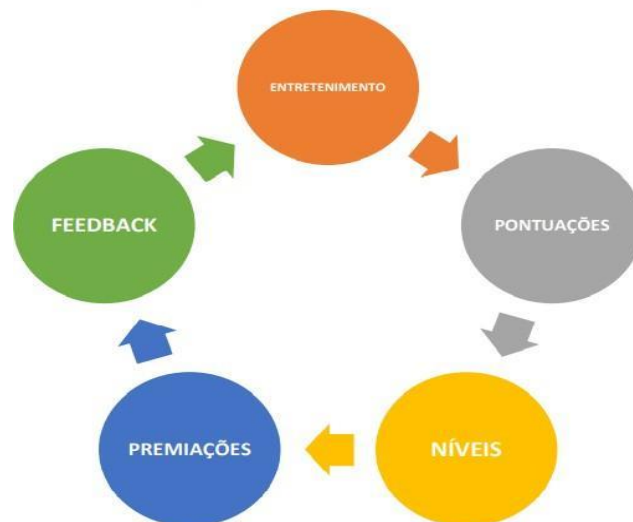 ENTRETENIMENTO
PONTUAÇÕES
NÍVEIS
PREMIAÇÕES
FEEDBACK